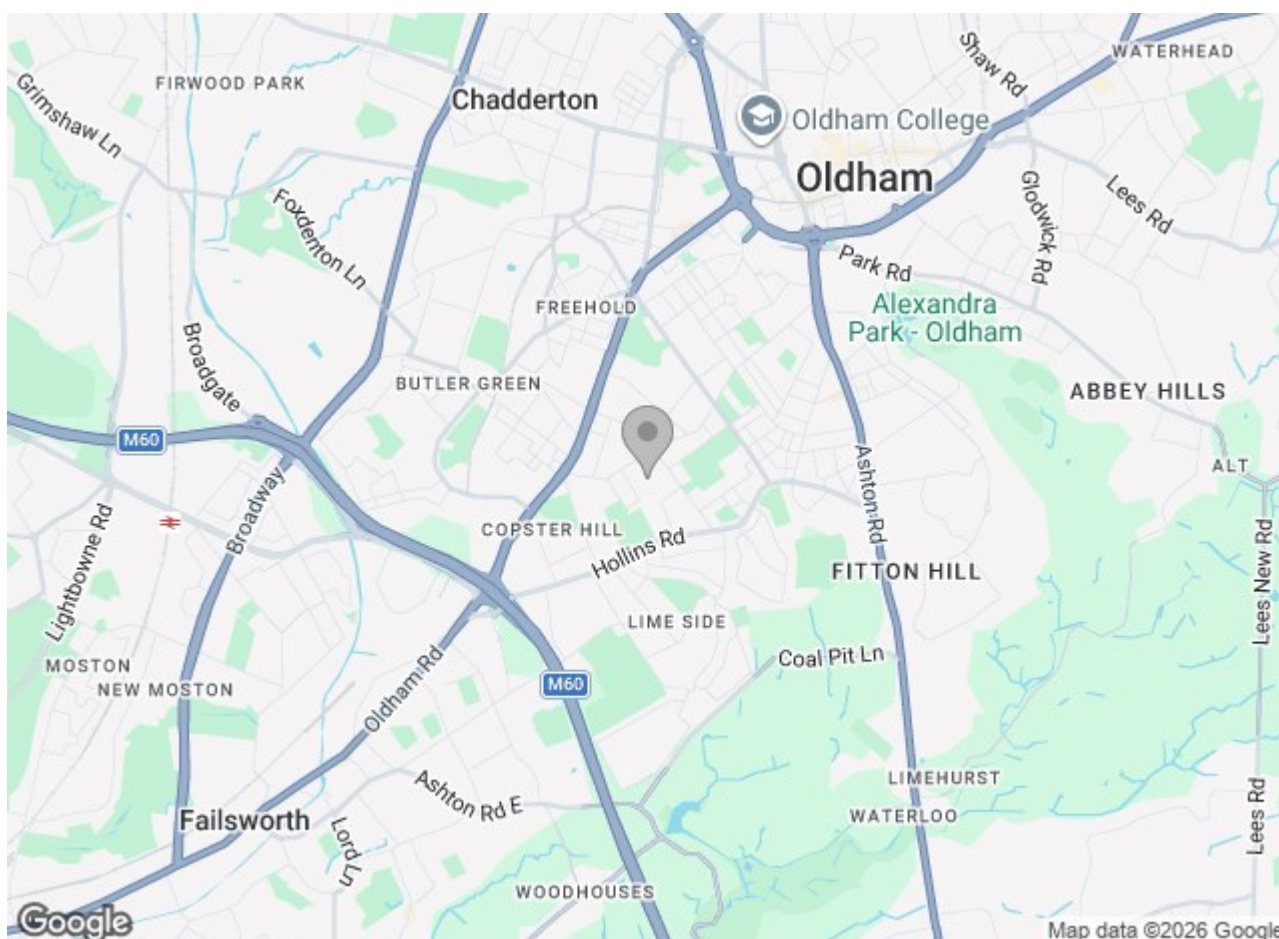 WATERHEAD
Shaw Rd
FIRWOOD PARK
Chadderton
Grimshaw Ln
Oldham College
Oldham
Glodwick Rd
Lees Rd
Foxdenton Ln
Park Rd
FREEHOLD
Alexandra
Park - Oldham
Broadgate
BUTLER GREEN
ABBEY HILLS
M60
ALT
Ashton Rd
Broadway
COPSTER HILL
Hollins Rd
Lightbowne Rd
FITTON HILL
Lees New Rd
LIME SIDE
Coal Pit Ln
MOSTON
NEW MOSTON
Oldham Rd
M60
LIMEHURST
Ashton Rd E
WATERLOO
Failsworth
Lord Ln
Lees Rd
WOODHOUSES
Google
Map data ©2026 Google